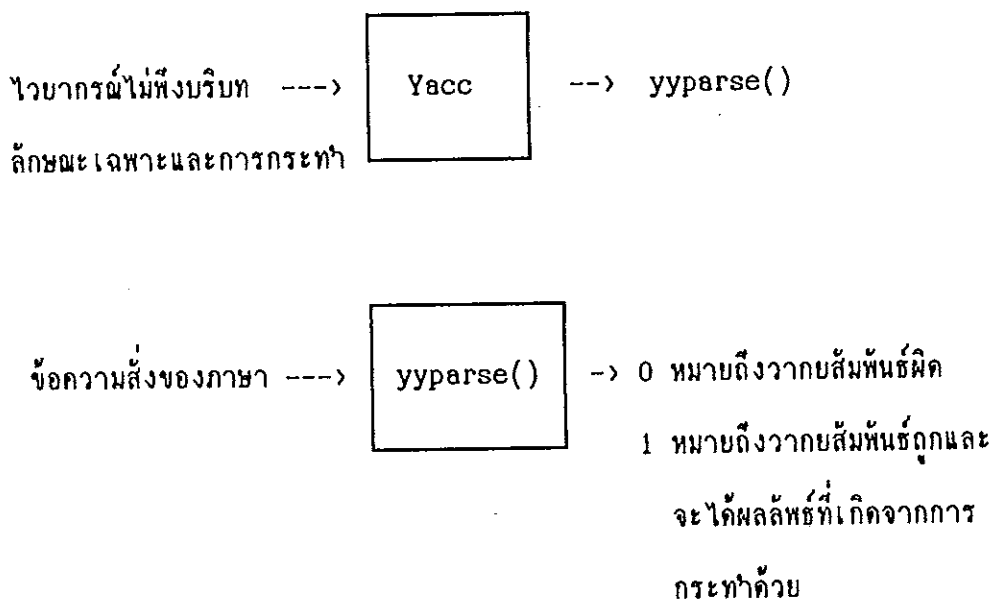 ไวยากรณ์ไม่พึ่งบริบท ---> Yacc --> yyparse()
ลักษณะเฉพาะและการกระทำ
ข้อความสั่งของภาษา ---> yyparse() -> 0 หมายถึงวากยสัมพันธ์ผิด
1 หมายถึงวากยสัมพันธ์ถูกและ
จะได้ผลลัพธ์ที่เกิดจากการ
กระทำด้วย